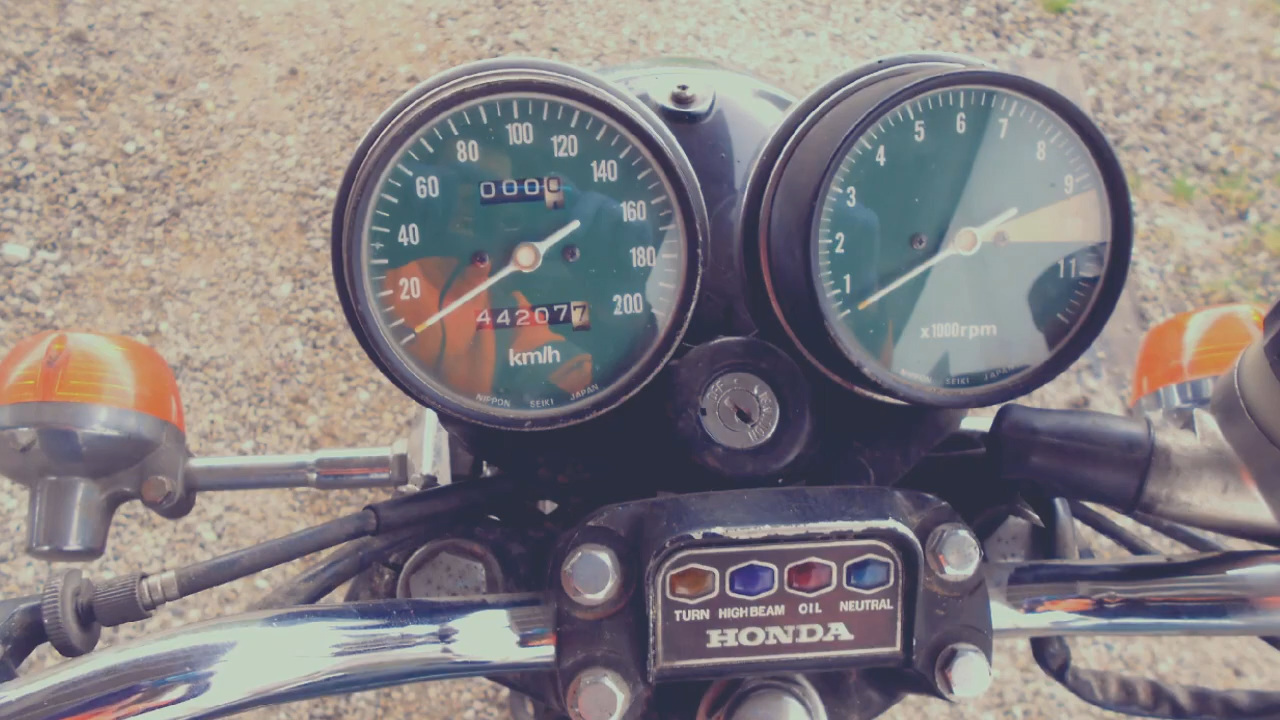 20 40 60 80 100 120 140 160 180 200
0000
442077
km/h
NIPPON SEIKI JAPAN
1 2 3 4 5 6 7 8 9 11
x1000rpm
NIPPON SEIKI JAPAN
OFF
TURN HIGH BEAM OIL NEUTRAL
HONDA